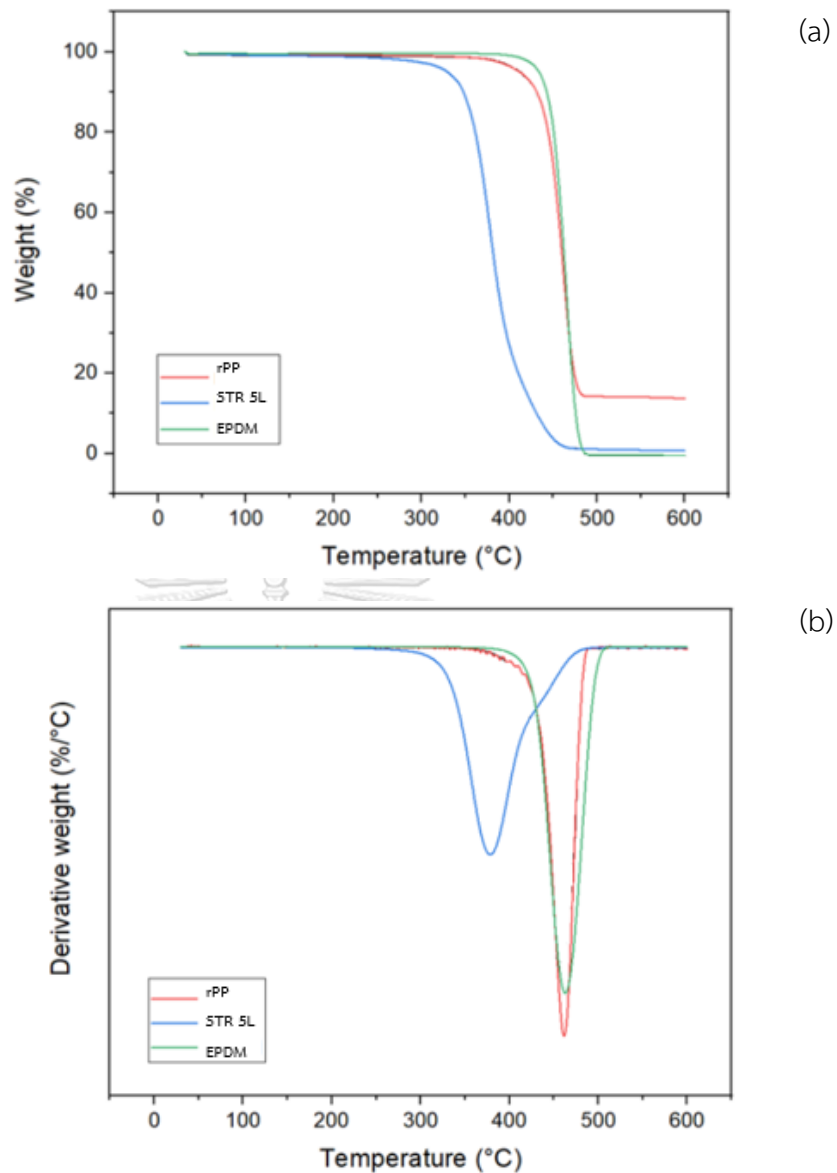 (a)
100
80
60
40
20
0
Weight (%)
rPP
STR 5L
EPDM
0 100 200 300 400 500 600
Temperature (°C)
(b)
Derivative weight (%/°C)
rPP
STR 5L
EPDM
0 100 200 300 400 500 600
Temperature (°C)